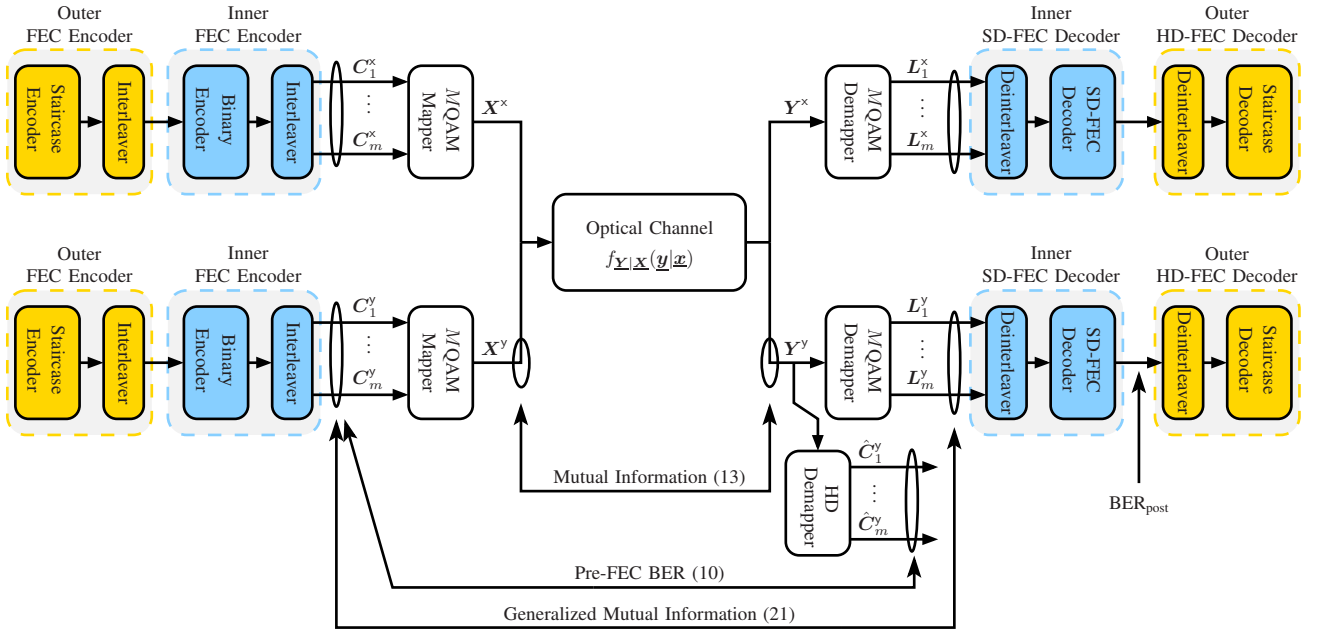 Outer
FEC Encoder
Inner
FEC Encoder
Inner
SD-FEC Decoder
Outer
HD-FEC Decoder
Staircase
Encoder
Interleaver
Binary
Encoder
Interleaver
C₁ˣ
⋯
Cₘˣ
MQAM
Mapper
Xˣ
Yˣ
MQAM
Demapper
L₁ˣ
⋯
Lₘˣ
Deinterleaver
SD-FEC
Decoder
Deinterleaver
Staircase
Decoder
Optical Channel
f_{Y|X}(y|x)
Outer
FEC Encoder
Inner
FEC Encoder
Inner
SD-FEC Decoder
Outer
HD-FEC Decoder
Staircase
Encoder
Interleaver
Binary
Encoder
Interleaver
C₁ʸ
⋯
Cₘʸ
MQAM
Mapper
Xʸ
Yʸ
MQAM
Demapper
L₁ʸ
⋯
Lₘʸ
Deinterleaver
SD-FEC
Decoder
Deinterleaver
Staircase
Decoder
HD
Demapper
Ĉ₁ʸ
⋯
Ĉₘʸ
Mutual Information (13)
BER_post
Pre-FEC BER (10)
Generalized Mutual Information (21)